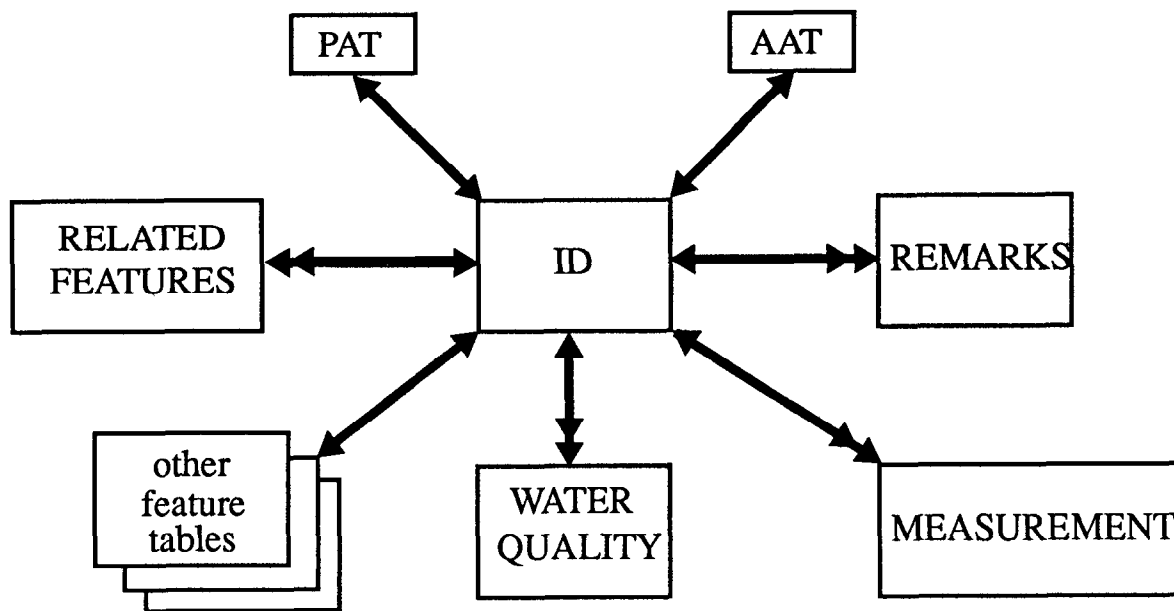 PAT
AAT
RELATED
FEATURES
ID
REMARKS
other
feature
tables
WATER
QUALITY
MEASUREMENT